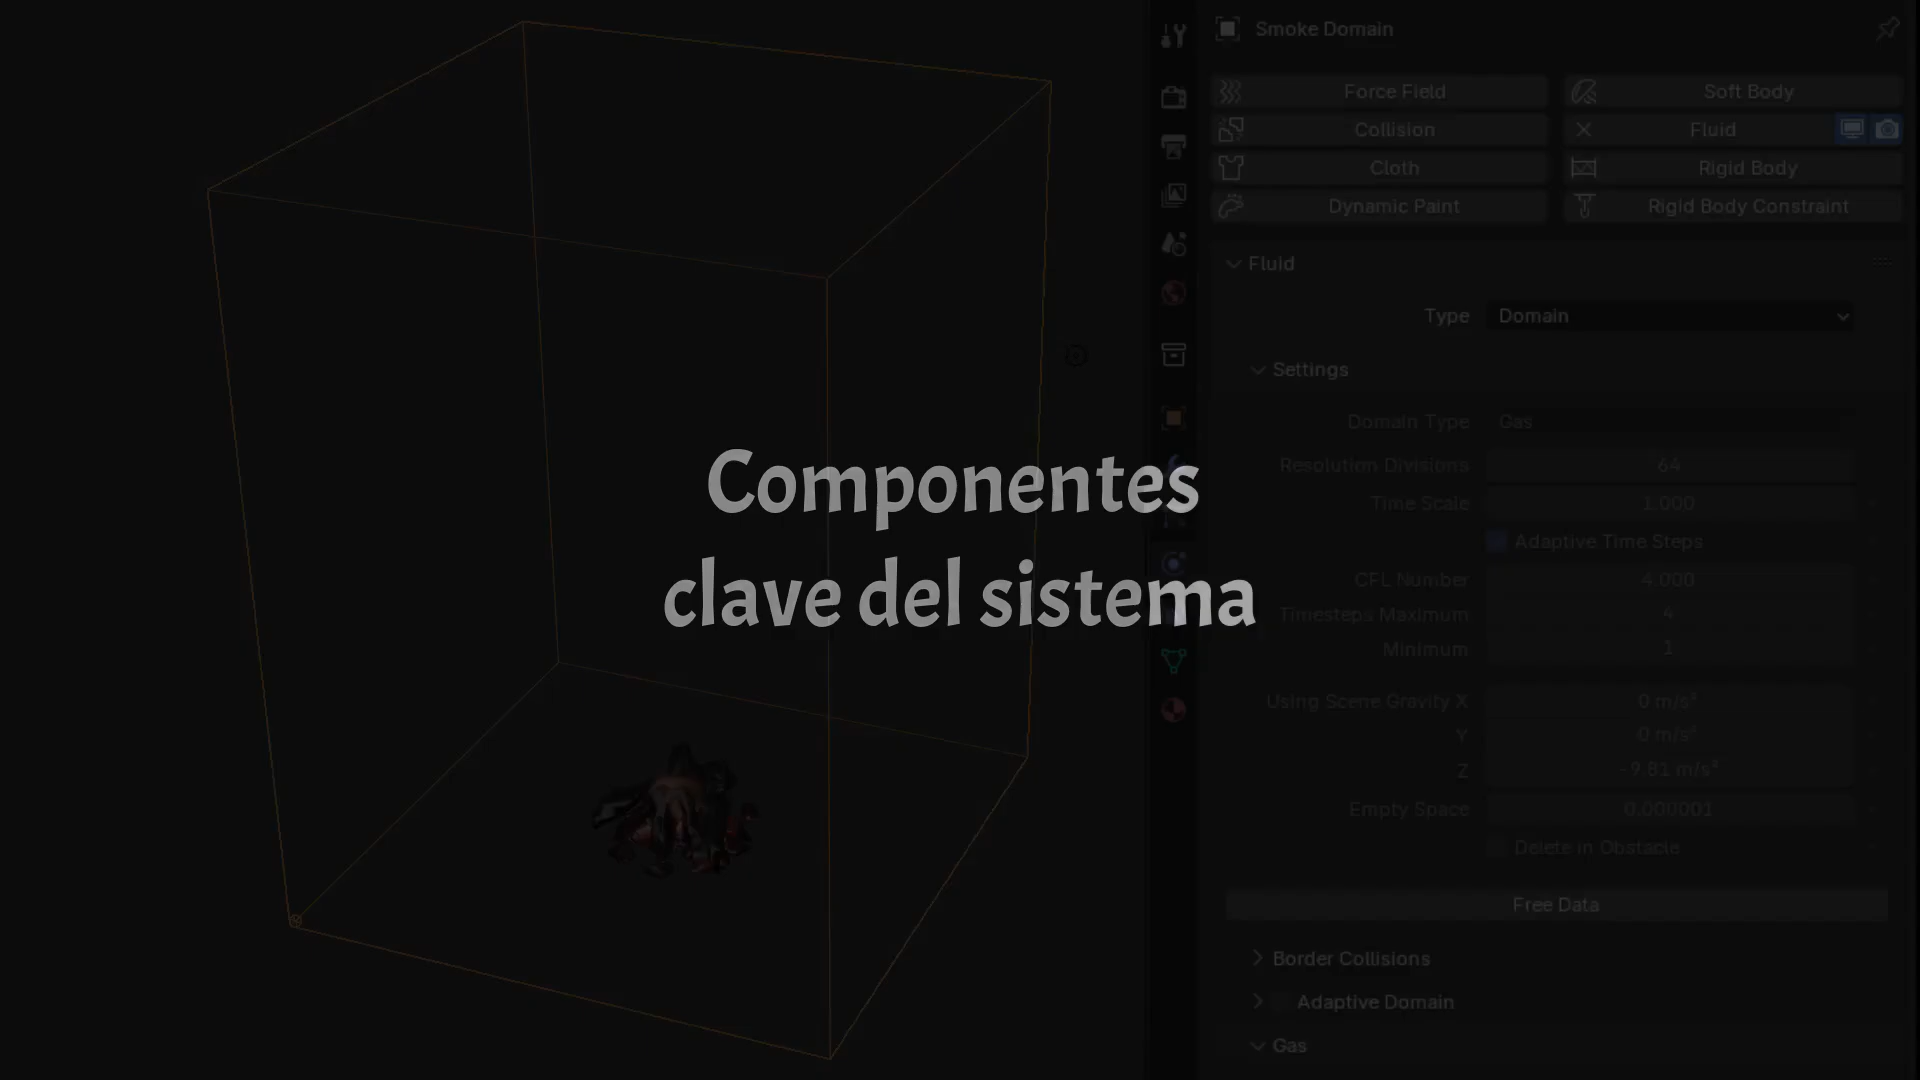 Smoke Domain
Force Field
Soft Body
Collision
Fluid
Cloth
Rigid Body
Dynamic Paint
Rigid Body Constraint
Fluid
Type Domain
Settings
Domain Type Gas
Resolution Divisions 64
Time Scale 1.000
Adaptive Time Steps
CFL Number 4.000
Timesteps Maximum 4
Minimum 1
Using Scene Gravity X 0 m/s²
Y 0 m/s²
Z -9.81 m/s²
Empty Space 0.000001
Delete in Obstacle
Free Data
Border Collisions
Adaptive Domain
Gas
Componentes
clave del sistema